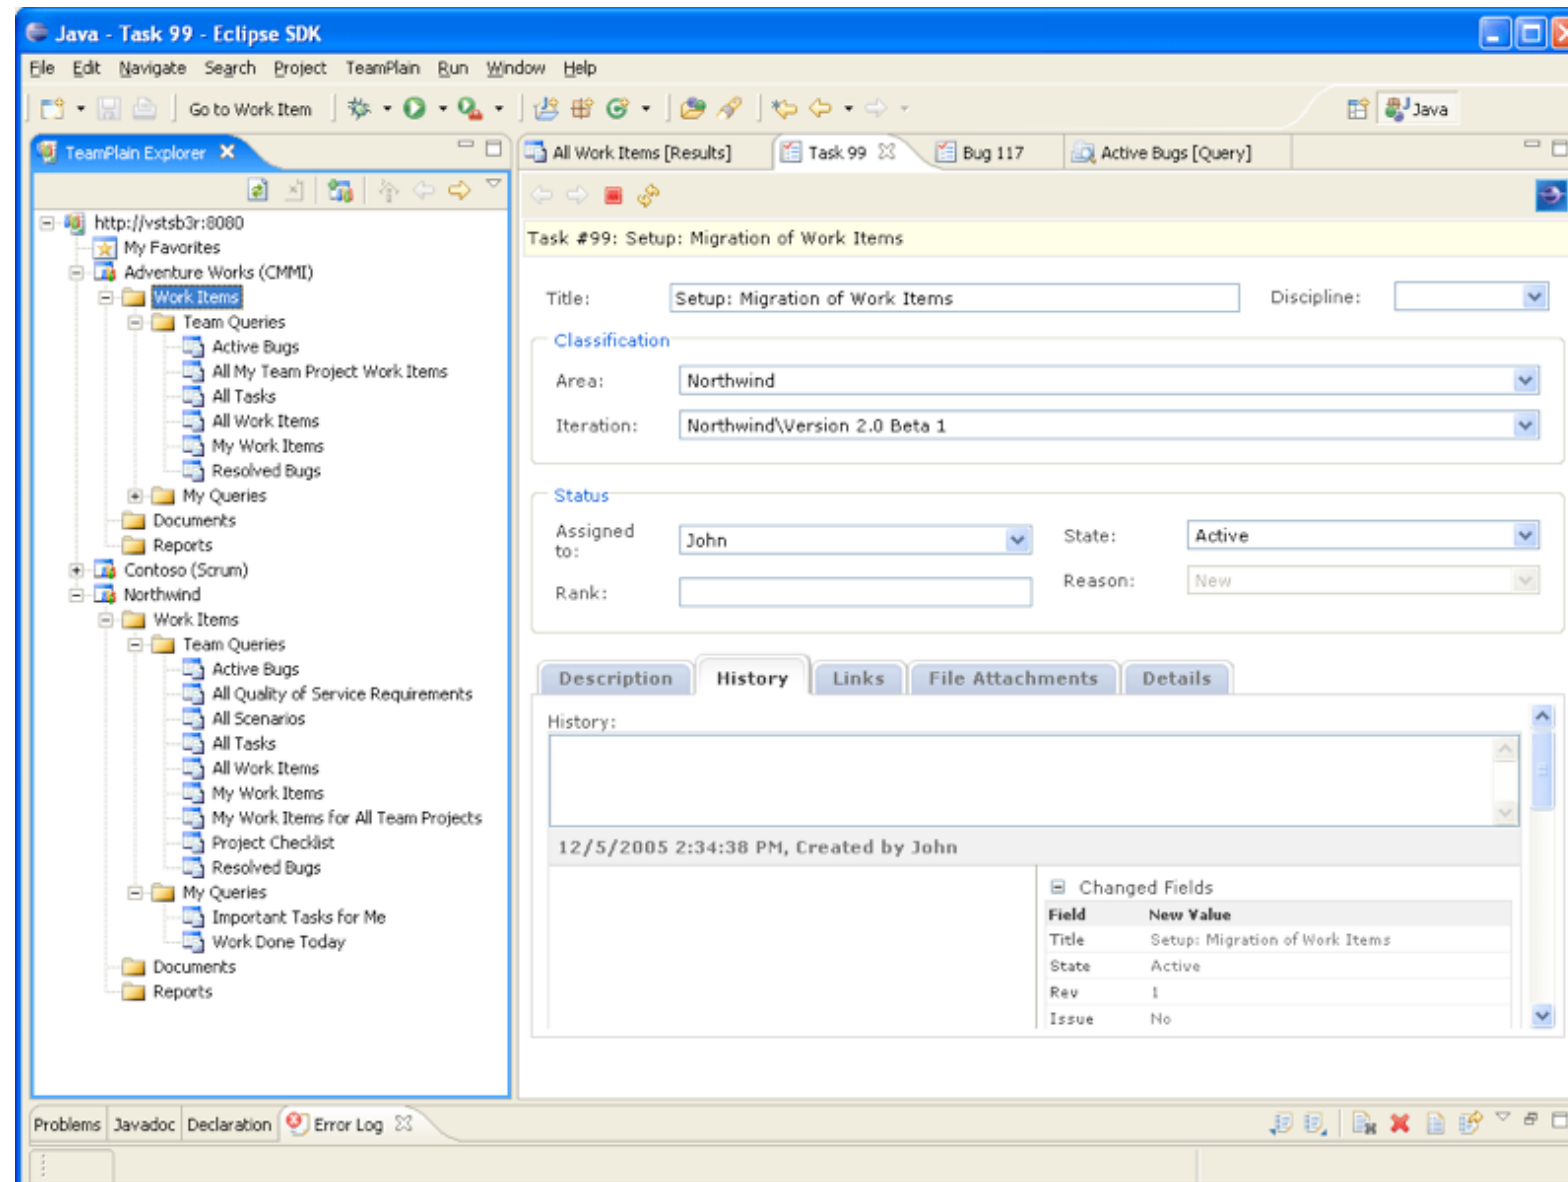 Java - Task 99 - Eclipse SDK
File Edit Navigate Search Project TeamPlain Run Window Help
Go to Work Item Java
TeamPlain Explorer
All Work Items [Results] Task 99 Bug 117 Active Bugs [Query]
http://vstsb3r:8080
My Favorites
Adventure Works (CMMI)
Work Items
Team Queries
Active Bugs
All My Team Project Work Items
All Tasks
All Work Items
My Work Items
Resolved Bugs
My Queries
Documents
Reports
Contoso (Scrum)
Northwind
Work Items
Team Queries
Active Bugs
All Quality of Service Requirements
All Scenarios
All Tasks
All Work Items
My Work Items
My Work Items for All Team Projects
Project Checklist
Resolved Bugs
My Queries
Important Tasks for Me
Work Done Today
Documents
Reports
Task #99: Setup: Migration of Work Items
Title: Setup: Migration of Work Items Discipline:
Classification
Area: Northwind
Iteration: Northwind\Version 2.0 Beta 1
Status
Assigned to: John State: Active
Rank: Reason: New
Description History Links File Attachments Details
History:
12/5/2005 2:34:38 PM, Created by John
Changed Fields
Field New Value
Title Setup: Migration of Work Items
State Active
Rev 1
Issue No
Problems Javadoc Declaration Error Log